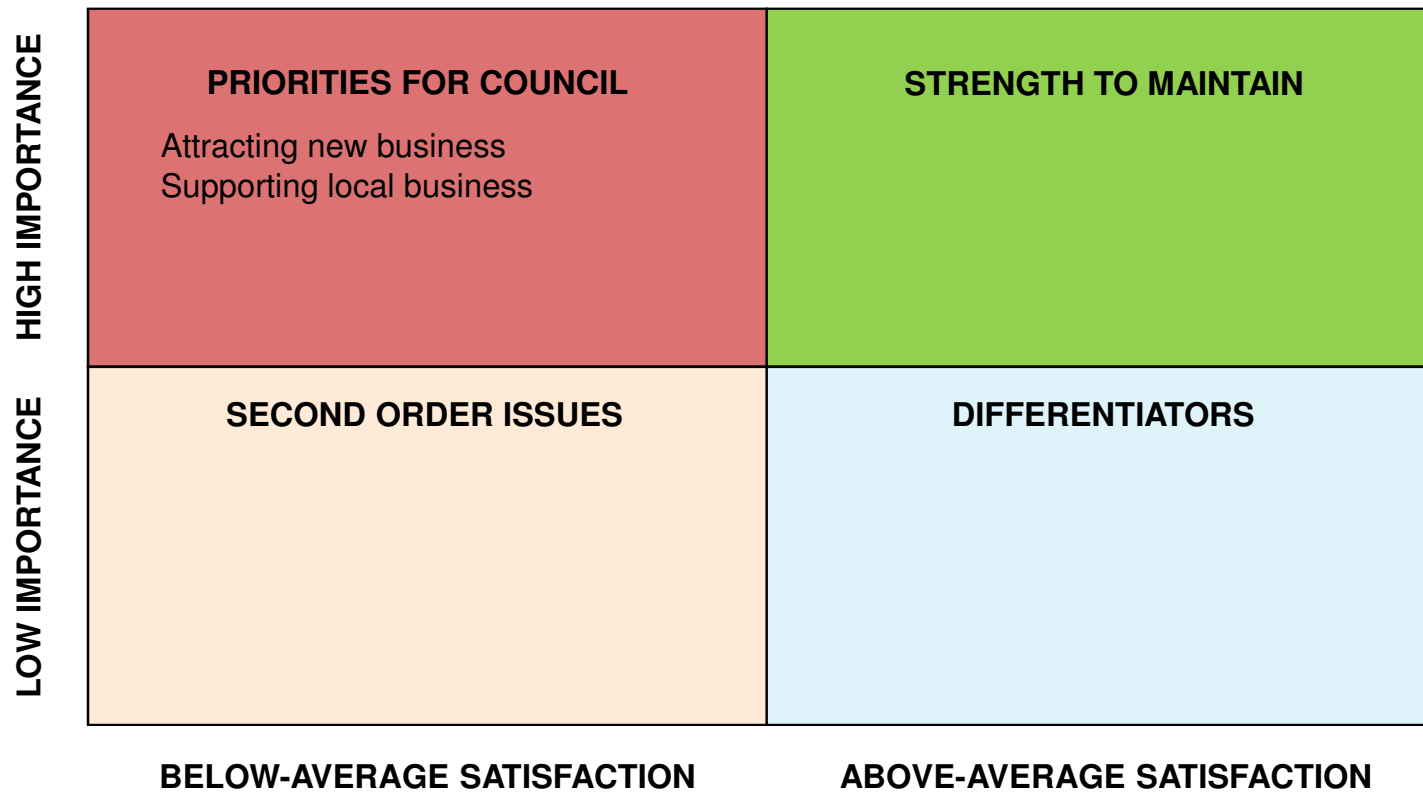 HIGH IMPORTANCE
PRIORITIES FOR COUNCIL
Attracting new business
Supporting local business
STRENGTH TO MAINTAIN
LOW IMPORTANCE
SECOND ORDER ISSUES
DIFFERENTIATORS
BELOW-AVERAGE SATISFACTION
ABOVE-AVERAGE SATISFACTION